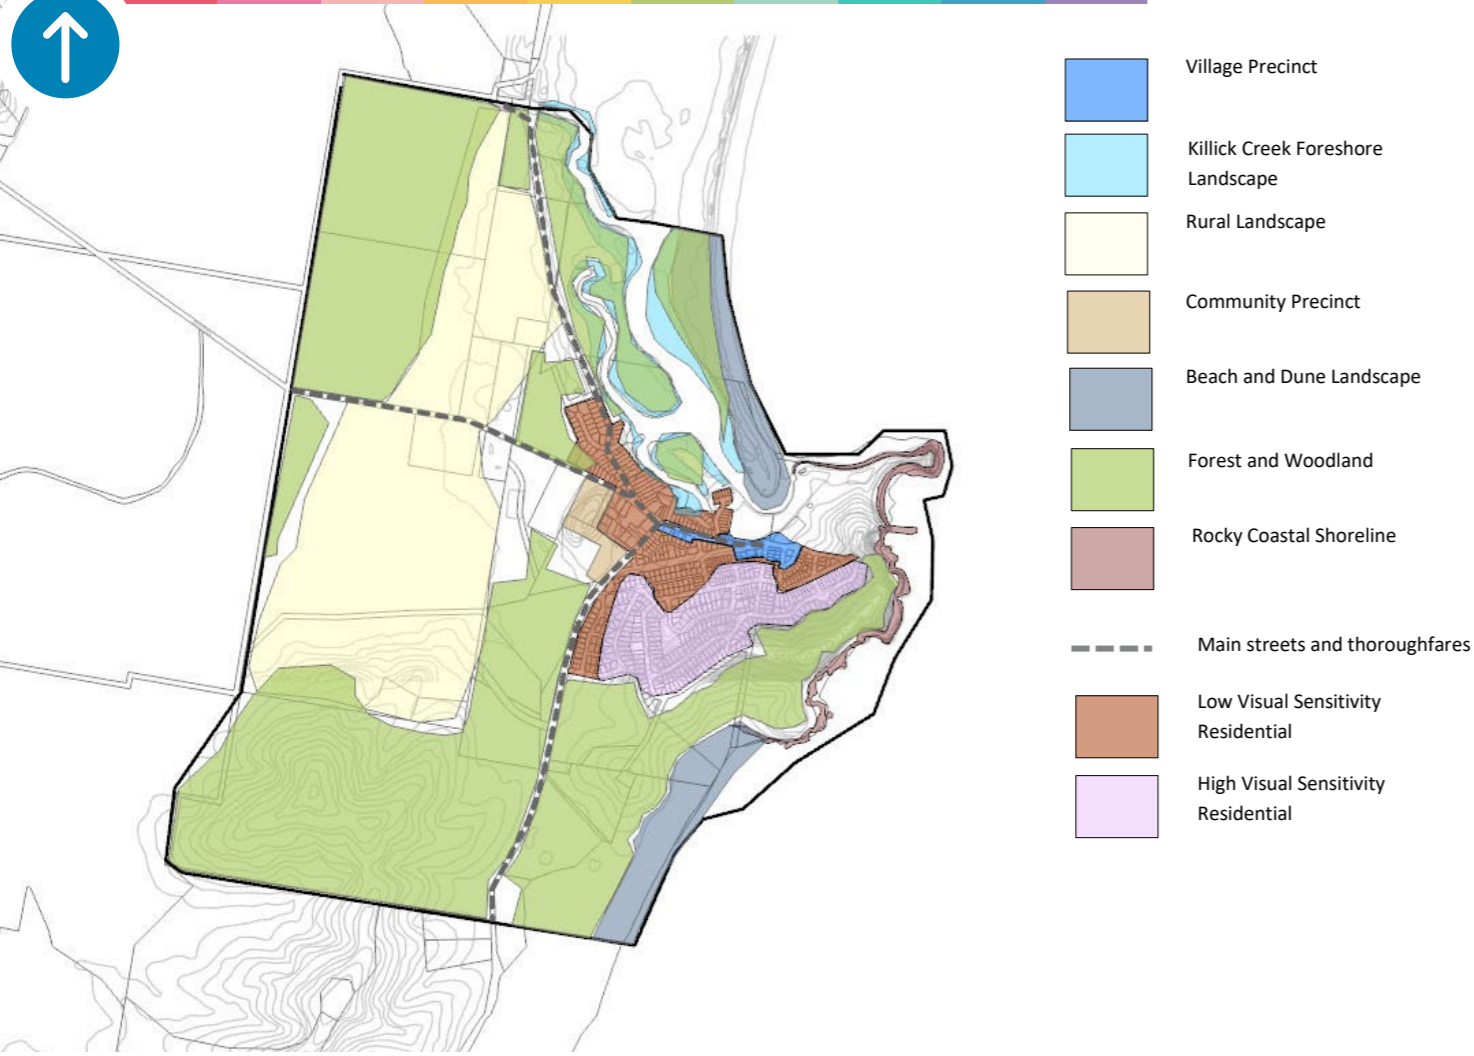 Village Precinct
Killick Creek Foreshore
Landscape
Rural Landscape
Community Precinct
Beach and Dune Landscape
Forest and Woodland
Rocky Coastal Shoreline
Main streets and thoroughfares
Low Visual Sensitivity
Residential
High Visual Sensitivity
Residential